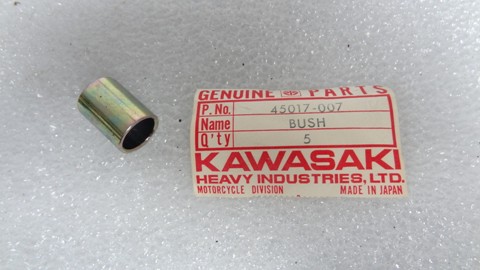 GENUINE PARTS
P. No. 45017-007
Name BUSH
Q'ty 5
KAWASAKI
HEAVY INDUSTRIES, LTD.
MOTORCYCLE DIVISION MADE IN JAPAN